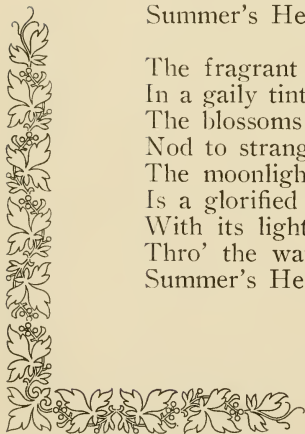 Summer's He
The fragrant
In a gaily tint
The blossoms
Nod to strang
The moonligh
Is a glorified
With its light
Thro' the wa
Summer's He